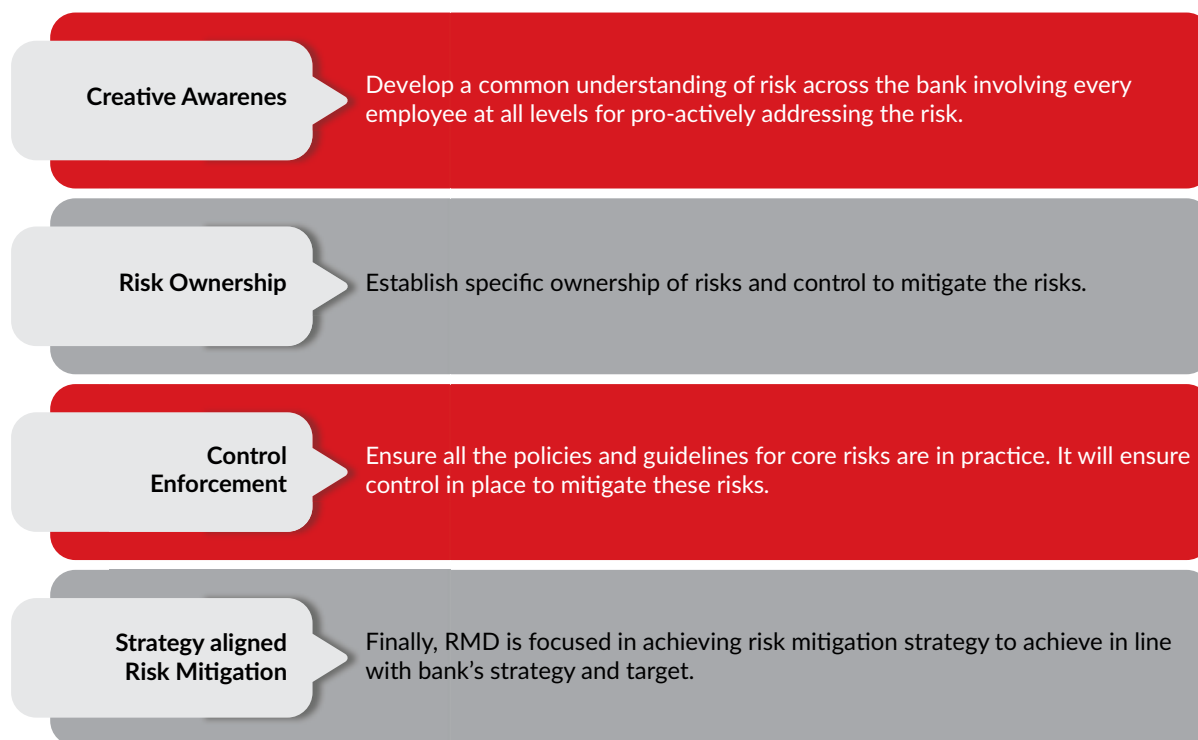 Creative Awarenes
Develop a common understanding of risk across the bank involving every
employee at all levels for pro-actively addressing the risk.
Risk Ownership
Establish specific ownership of risks and control to mitigate the risks.
Control
Enforcement
Ensure all the policies and guidelines for core risks are in practice. It will ensure
control in place to mitigate these risks.
Strategy aligned
Risk Mitigation
Finally, RMD is focused in achieving risk mitigation strategy to achieve in line
with bank’s strategy and target.